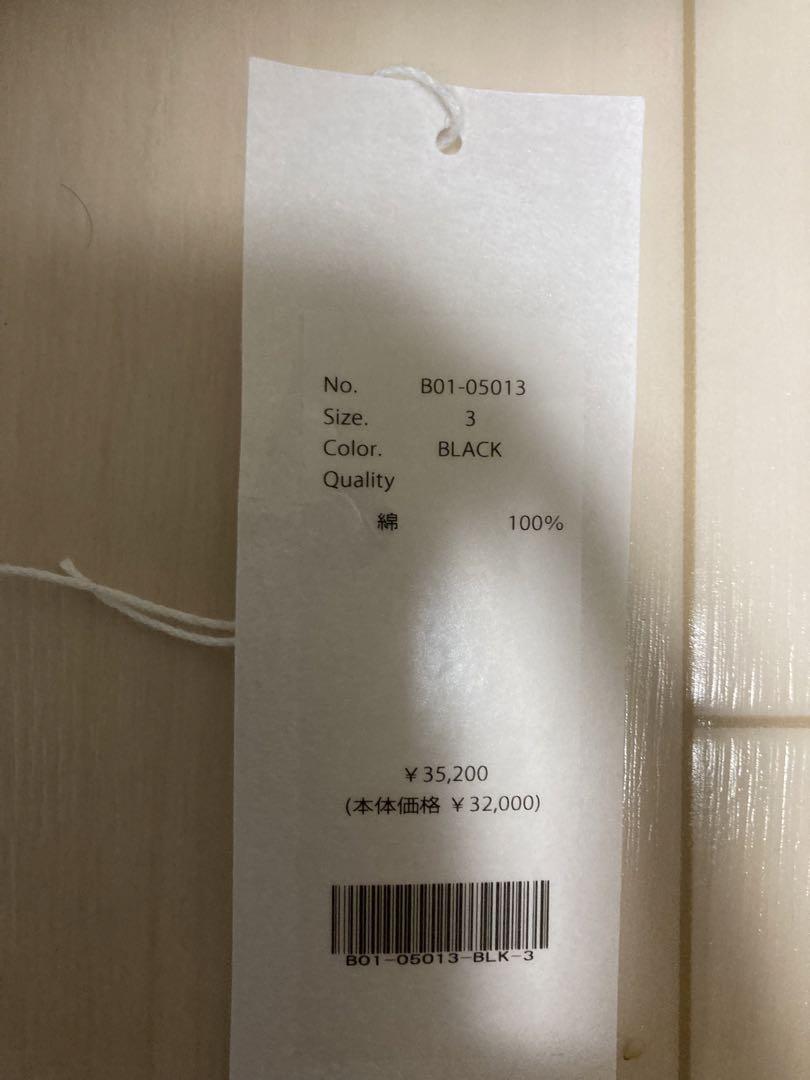 No. B01-05013
Size. 3
Color. BLACK
Quality
綿 100%
￥35,200
(本体価格 ￥32,000)
B01-05013-BLK-3